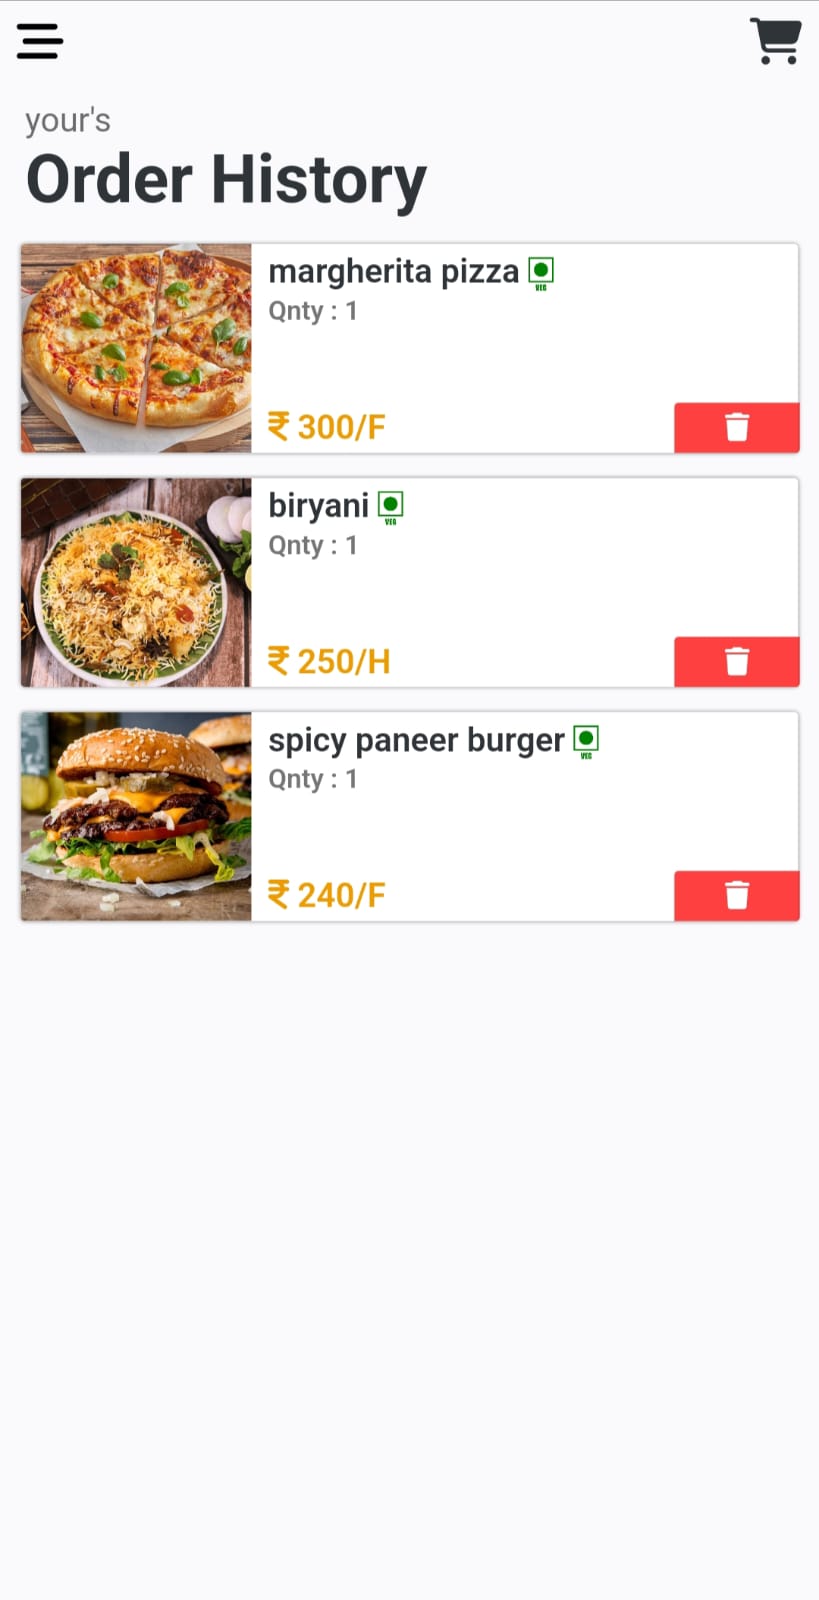 your's
Order History
margherita pizza VEG
Qnty : 1
₹ 300/F
biryani VEG
Qnty : 1
₹ 250/H
spicy paneer burger VEG
Qnty : 1
₹ 240/F